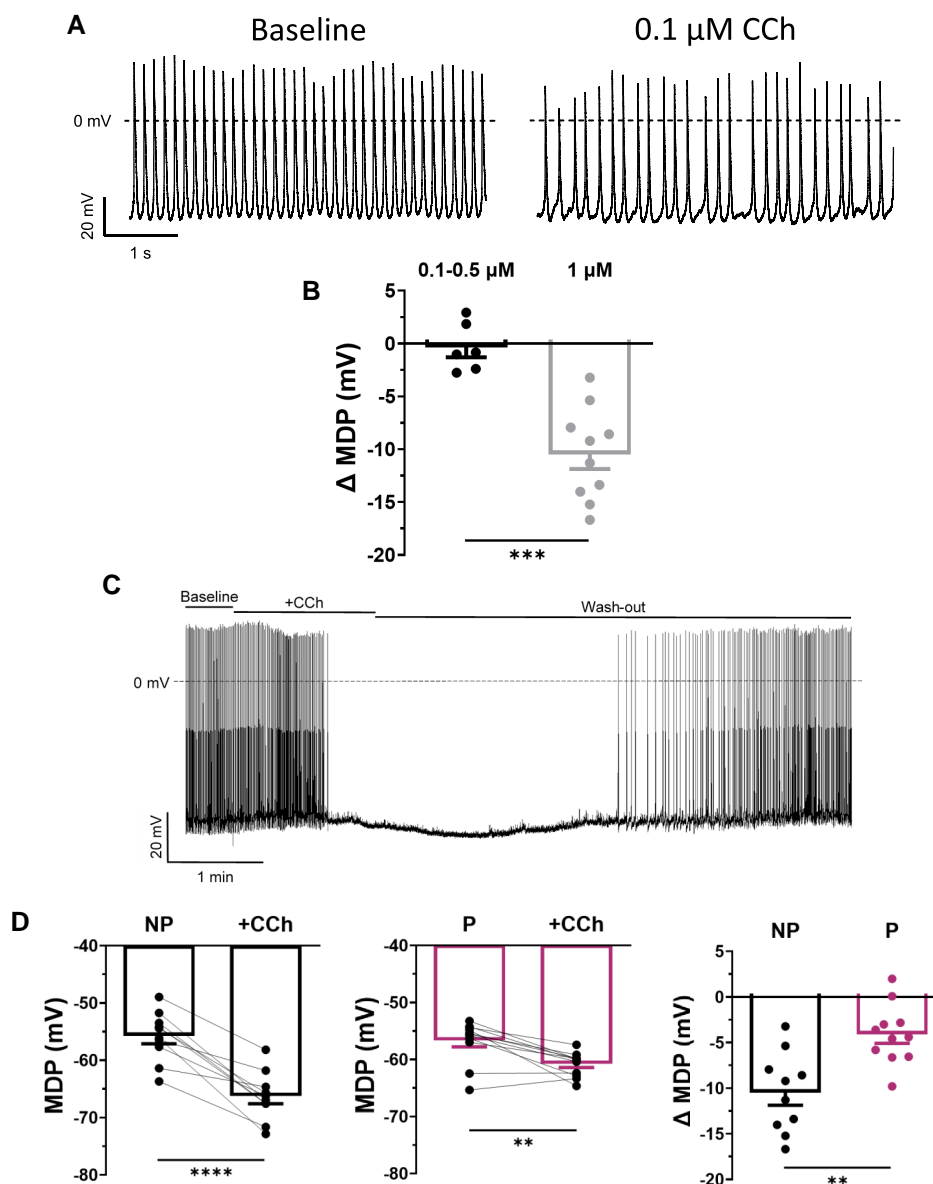 A
Baseline
0.1 µM CCh
0 mV
20 mV
1 s
B
0.1-0.5 µM
1 µM
Δ MDP (mV)
5
0
-5
-10
-15
-20
***
C
Baseline
+CCh
Wash-out
0 mV
20 mV
1 min
D
NP
+CCh
MDP (mV)
-40
-50
-60
-70
-80
****
P
+CCh
MDP (mV)
-40
-50
-60
-70
-80
**
NP
P
Δ MDP (mV)
5
0
-5
-10
-15
-20
**